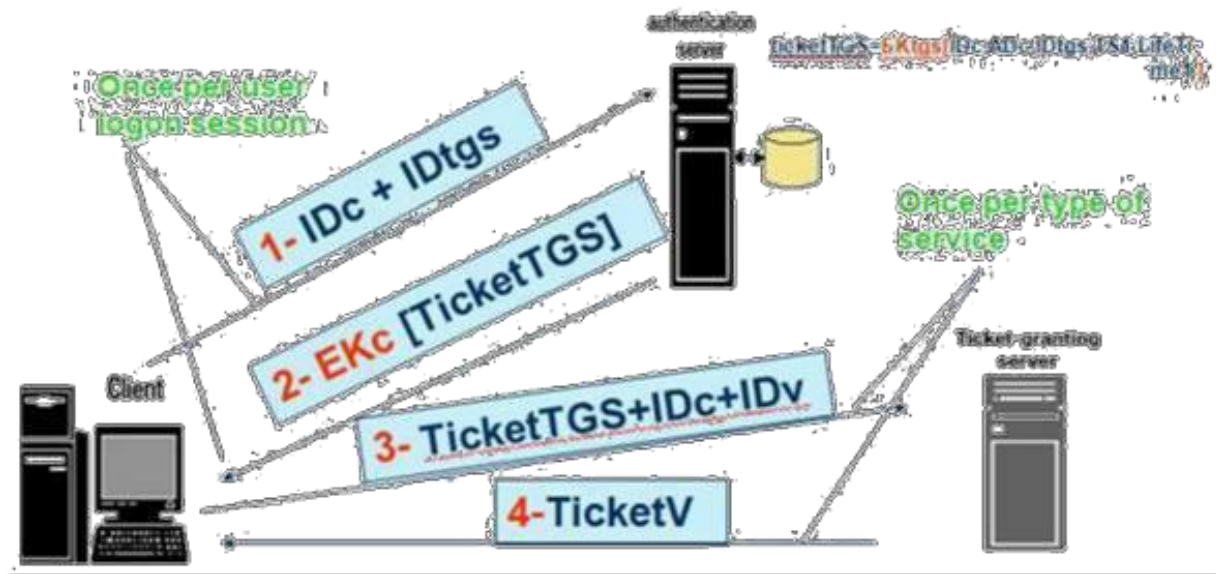 authentication
server
ticketTGS=EKtgs[IDc,ADc,IDtgs,TS1,LifeTi
me1]
Once per user
logon session
1- IDc + IDtgs
2- EKc [TicketTGS]
Once per type of
service
Ticket-granting
server
Client
3- TicketTGS+IDc+IDv
4-TicketV